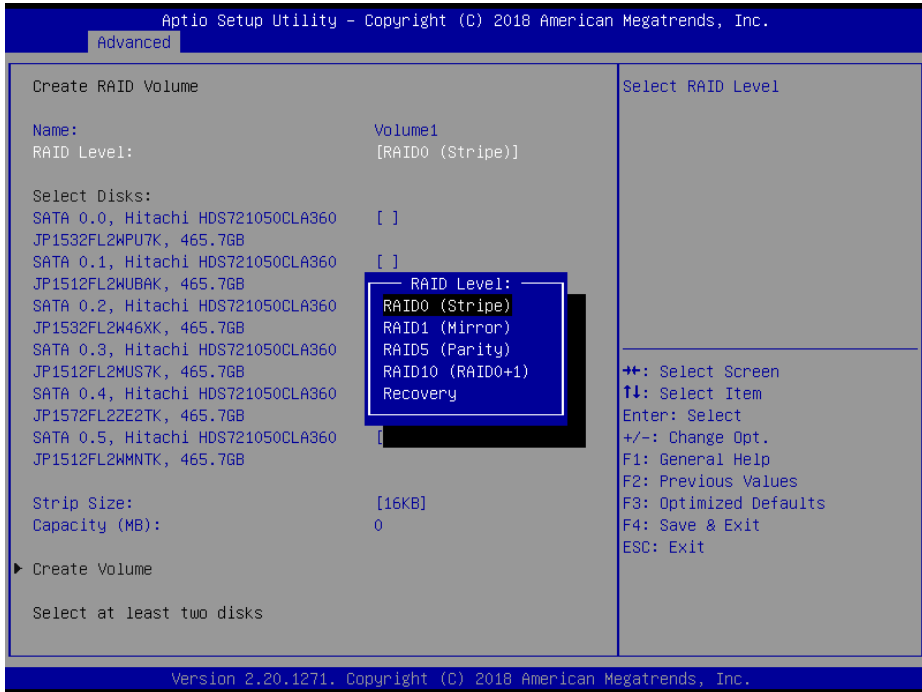 Aptio Setup Utility – Copyright (C) 2018 American Megatrends, Inc.
Advanced
Create RAID Volume
Name: Volume1
RAID Level: [RAID0 (Stripe)]
Select Disks:
SATA 0.0, Hitachi HDS721050CLA360 [ ]
JP1532FL2WPU7K, 465.7GB
SATA 0.1, Hitachi HDS721050CLA360 [ ]
JP1512FL2WUBAK, 465.7GB
SATA 0.2, Hitachi HDS721050CLA360
JP1532FL2W46XK, 465.7GB
SATA 0.3, Hitachi HDS721050CLA360
JP1512FL2MUS7K, 465.7GB
SATA 0.4, Hitachi HDS721050CLA360
JP1572FL2ZE2TK, 465.7GB
SATA 0.5, Hitachi HDS721050CLA360 [
JP1512FL2WMNTK, 465.7GB
Strip Size: [16KB]
Capacity (MB): 0
Create Volume
Select at least two disks
RAID Level:
RAID0 (Stripe)
RAID1 (Mirror)
RAID5 (Parity)
RAID10 (RAID0+1)
Recovery
Select RAID Level
→←: Select Screen
↑↓: Select Item
Enter: Select
+/-: Change Opt.
F1: General Help
F2: Previous Values
F3: Optimized Defaults
F4: Save & Exit
ESC: Exit
Version 2.20.1271. Copyright (C) 2018 American Megatrends, Inc.